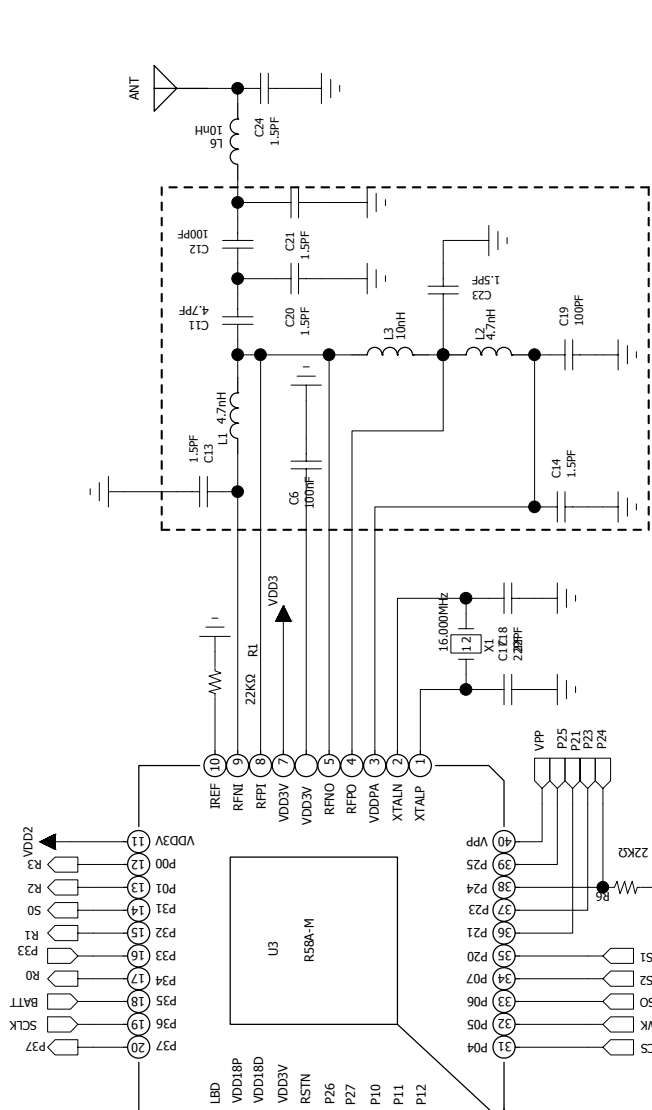 ANT
L6
10nH
C24
1.5PF
C12
100PF
C21
1.5PF
C11
4.7PF
C20
1.5PF
C23
1.5PF
L3
10nH
L2
4.7nH
C19
100PF
L1
4.7nH
C13
1.5PF
C6
100nF
C14
1.5PF
VDD3
R1
22KΩ
16.000MHz
1 2
X1
C18
10
9
8
7
5
4
3
2
1
IREF
RFNI
RFPI
VDD3V
VDD3V
RFNO
RFPO
VDDPA
XTALN
XTALP
VPP
P25
P21
P23
P24
VDD2
R3
R2
S0
R1
P33
R0
BATT
SCLK
P37
11
12
13
14
15
16
17
18
19
20
VDD3V
P00
P01
P31
P32
P33
P34
P35
P36
P37
U3
R58A-M
VPP
P25
P24
P23
P21
P20
P07
P06
P05
P04
40
39
38
37
36
35
34
33
32
31
22KΩ
R6
S1
S2
SO
LBD
VDD18P
VDD18D
VDD3V
RSTN
P26
P27
P10
P11
P12